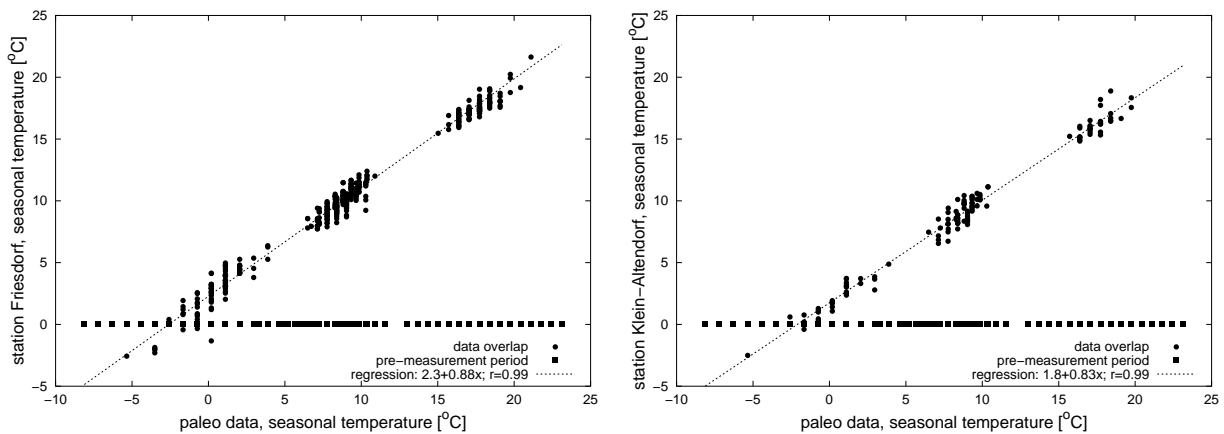 25
20
15
10
5
0
−5
−10 −5 0 5 10 15 20 25
station Friesdorf, seasonal temperature [°C]
paleo data, seasonal temperature [°C]
data overlap
pre−measurement period
regression: 2.3+0.88x; r=0.99
25
20
15
10
5
0
−5
−10 −5 0 5 10 15 20 25
station Klein−Altendorf, seasonal temperature [°C]
paleo data, seasonal temperature [°C]
data overlap
pre−measurement period
regression: 1.8+0.83x; r=0.99